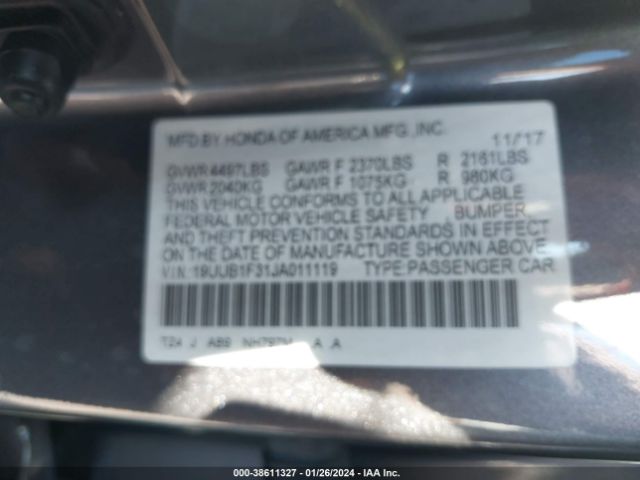 MFD BY HONDA OF AMERICA MFG., INC. 11/17
GVWR 4497LBS GAWR F 2370LBS R 2161LBS
GVWR 2040KG GAWR F 1075KG R 980KG
THIS VEHICLE CONFORMS TO ALL APPLICABLE
FEDERAL MOTOR VEHICLE SAFETY, BUMPER,
AND THEFT PREVENTION STANDARDS IN EFFECT
ON THE DATE OF MANUFACTURE SHOWN ABOVE.
VIN:19UUB1F31JA011119 TYPE:PASSENGER CAR
T24 J AB9 NH797M A A
000-38611327 - 01/26/2024 - IAA Inc.